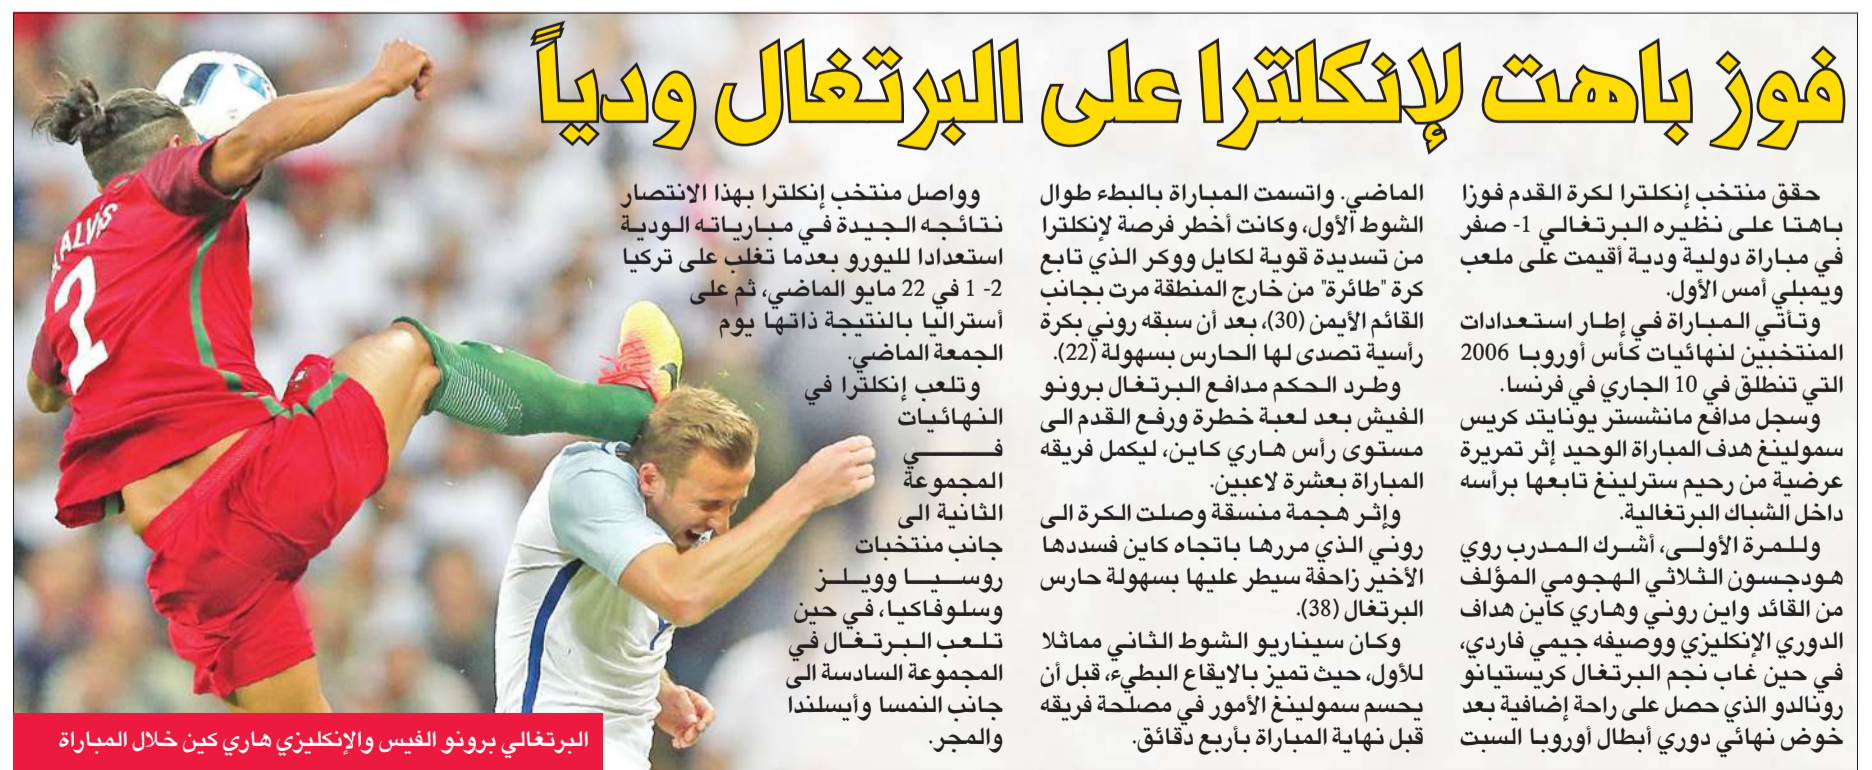 فوز باهت لإنكلترا على البرتغال ودياً
حقق منتخب إنكلترا لكرة القدم فوزا
باهتا على نظيره البرتغالي 1- صفر
في مباراة دولية ودية أقيمت على ملعب
ويمبلي أمس الأول.
وتأتي المباراة في إطار استعدادات
المنتخبين لنهائيات كأس أوروبا 2006
التي تنطلق في 10 الجاري في فرنسا.
وسجل مدافع مانشستر يونايتد كريس
سمولينغ هدف المباراة الوحيد إثر تمريرة
عرضية من رحيم سترلينغ تابعها برأسه
داخل الشباك البرتغالية.
وللمرة الأولى، أشرك المدرب روي
هودجسون الثلاثي الهجومي المؤلف
من القائد واين روني وهاري كاين هداف
الدوري الإنكليزي ووصيفه جيمي فاردي،
في حين غاب نجم البرتغال كريستيانو
رونالدو الذي حصل على راحة إضافية بعد
خوض نهائي دوري أبطال أوروبا السبت
الماضي. واتسمت المباراة بالبطء طوال
الشوط الأول، وكانت أخطر فرصة لإنكلترا
من تسديدة قوية لكايل ووكر الذي تابع
كرة "طائرة" من خارج المنطقة مرت بجانب
القائم الأيمن (30)، بعد أن سبقه روني بكرة
رأسية تصدى لها الحارس بسهولة (22).
وطرد الحكم مدافع البرتغال برونو
الفيش بعد لعبة خطرة ورفع القدم الى
مستوى رأس هاري كاين، ليكمل فريقه
المباراة بعشرة لاعبين.
وإثر هجمة منسقة وصلت الكرة الى
روني الذي مررها باتجاه كاين فسددها
الأخير زاحفة سيطر عليها بسهولة حارس
البرتغال (38).
وكان سيناريو الشوط الثاني مماثلا
للأول، حيث تميز بالايقاع البطيء، قبل أن
يحسم سمولينغ الأمور في مصلحة فريقه
قبل نهاية المباراة بأربع دقائق.
وواصل منتخب إنكلترا بهذا الانتصار
نتائجه الجيدة في مبارياته الودية
استعدادا لليورو بعدما تغلب على تركيا
2- 1 في 22 مايو الماضي، ثم على
أستراليا بالنتيجة ذاتها يوم
الجمعة الماضي.
وتلعب إنكلترا في
النهائيات
في
المجموعة
الثانية الى
جانب منتخبات
روسيا وويلز
وسلوفاكيا، في حين
تلعب البرتغال في
المجموعة السادسة الى
جانب النمسا وأيسلندا
والمجر.
ALVES
2
البرتغالي برونو الفيس والإنكليزي هاري كين خلال المباراة